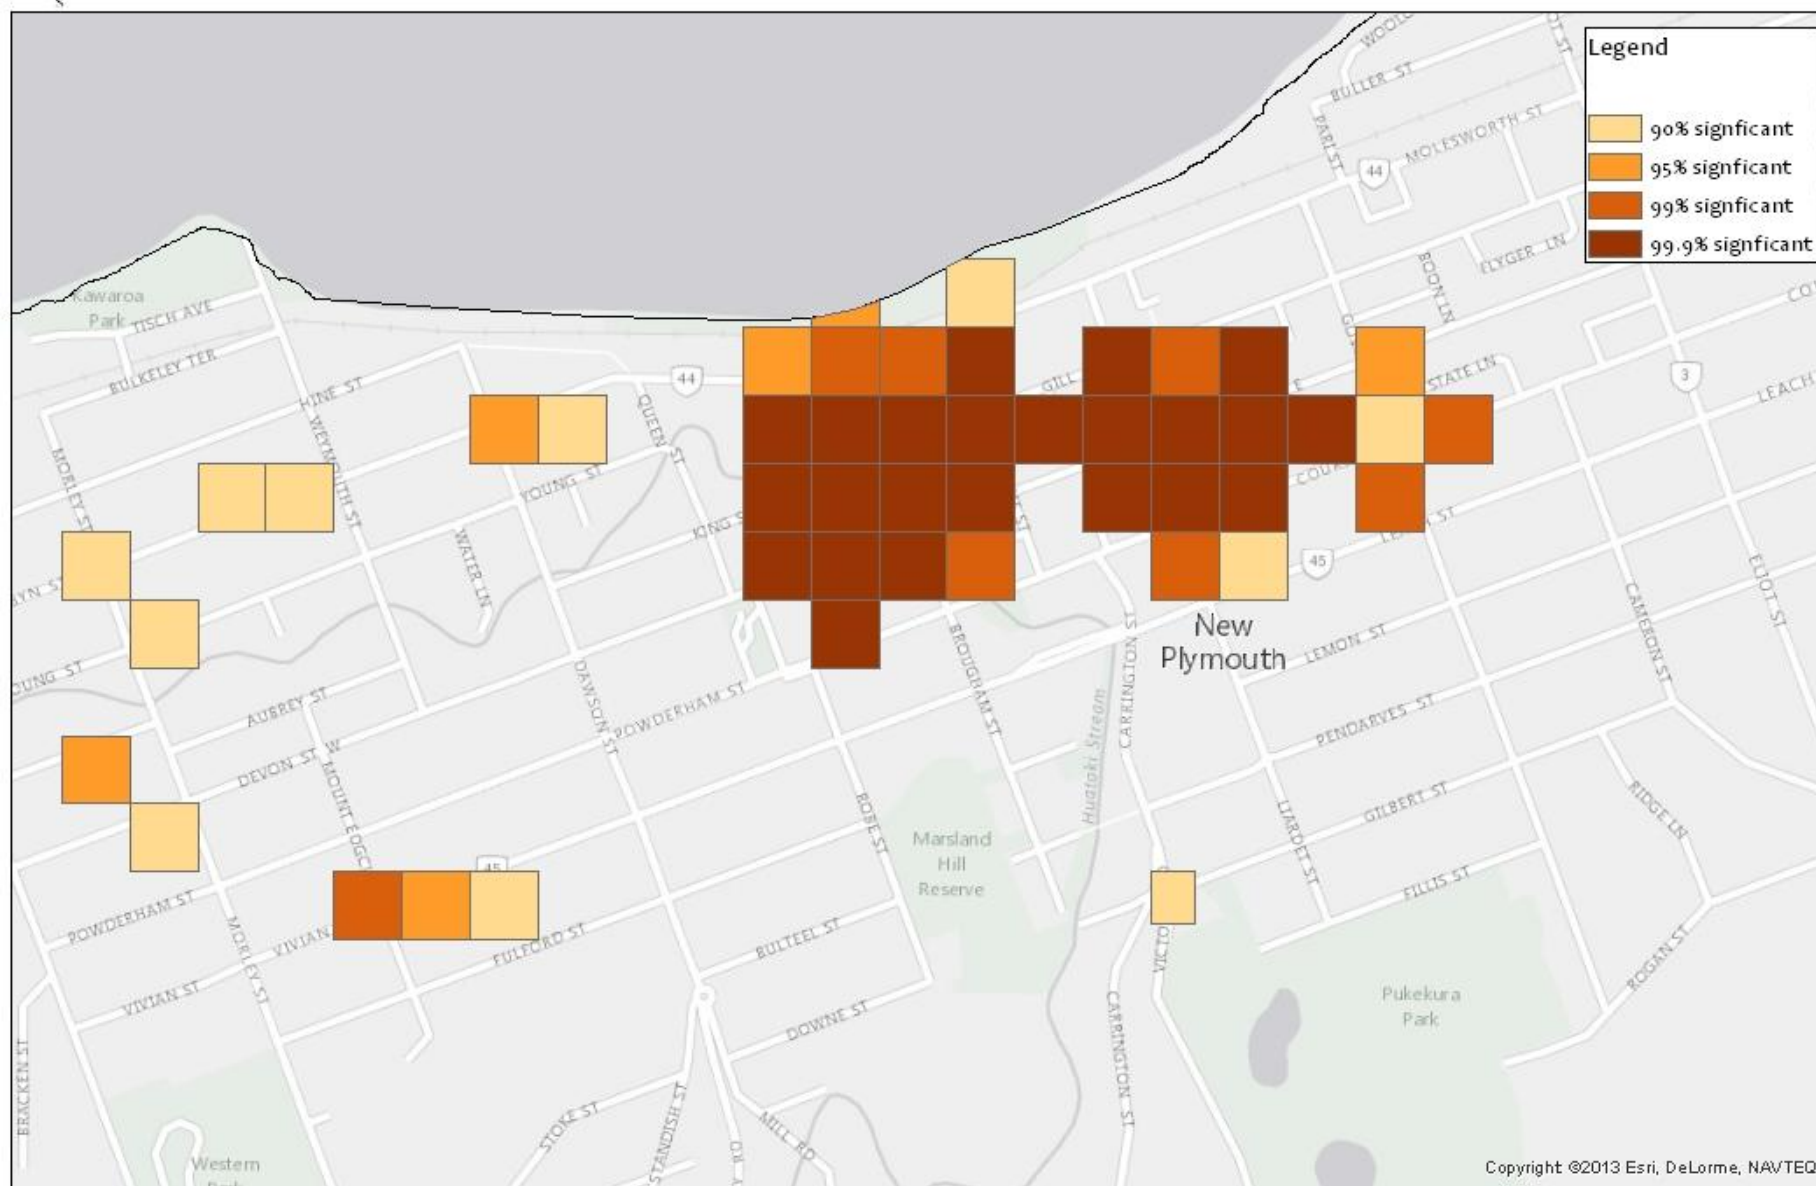 Legend
90% signficant
95% signficant
99% signficant
99.9% signficant
BULLER ST
PARI ST
MOLESWORTH ST
44
BOON LN
FLYGER LN
Kawaroa
Park
TISCH AVE
BULKELEY TER
HINE ST
44
GILL
STATE LN
3
LEACH
QUEEN ST
MORLEY ST
WEYMOUTH ST
YOUNG ST
KING S
WATER LN
45
ELIOT ST
CAMERON ST
New
Plymouth
LEMON ST
CARRINGTON ST
BROUGHAM ST
OUNG ST
AUBREY ST
DAWSON ST
POWDERHAM ST
Huatoki Stream
PENDARVES ST
DEVON ST W
MOUNT EDGC
ROBE ST
LIARDET ST
GILBERT ST
RIDGE LN
Marsland
Hill
Reserve
45
FILLIS ST
POWDERHAM ST
VIVIAN
FULFORD ST
BULTEEL ST
VICTO
ROGAN ST
MORLEY ST
VIVIAN ST
DOWNE ST
CARRINGTON ST
Pukekura
Park
BRACKEN ST
STOKE ST
STANDISH ST
MILL RD
Western
Copyright ©2013 Esri, DeLorme, NAVTEQ